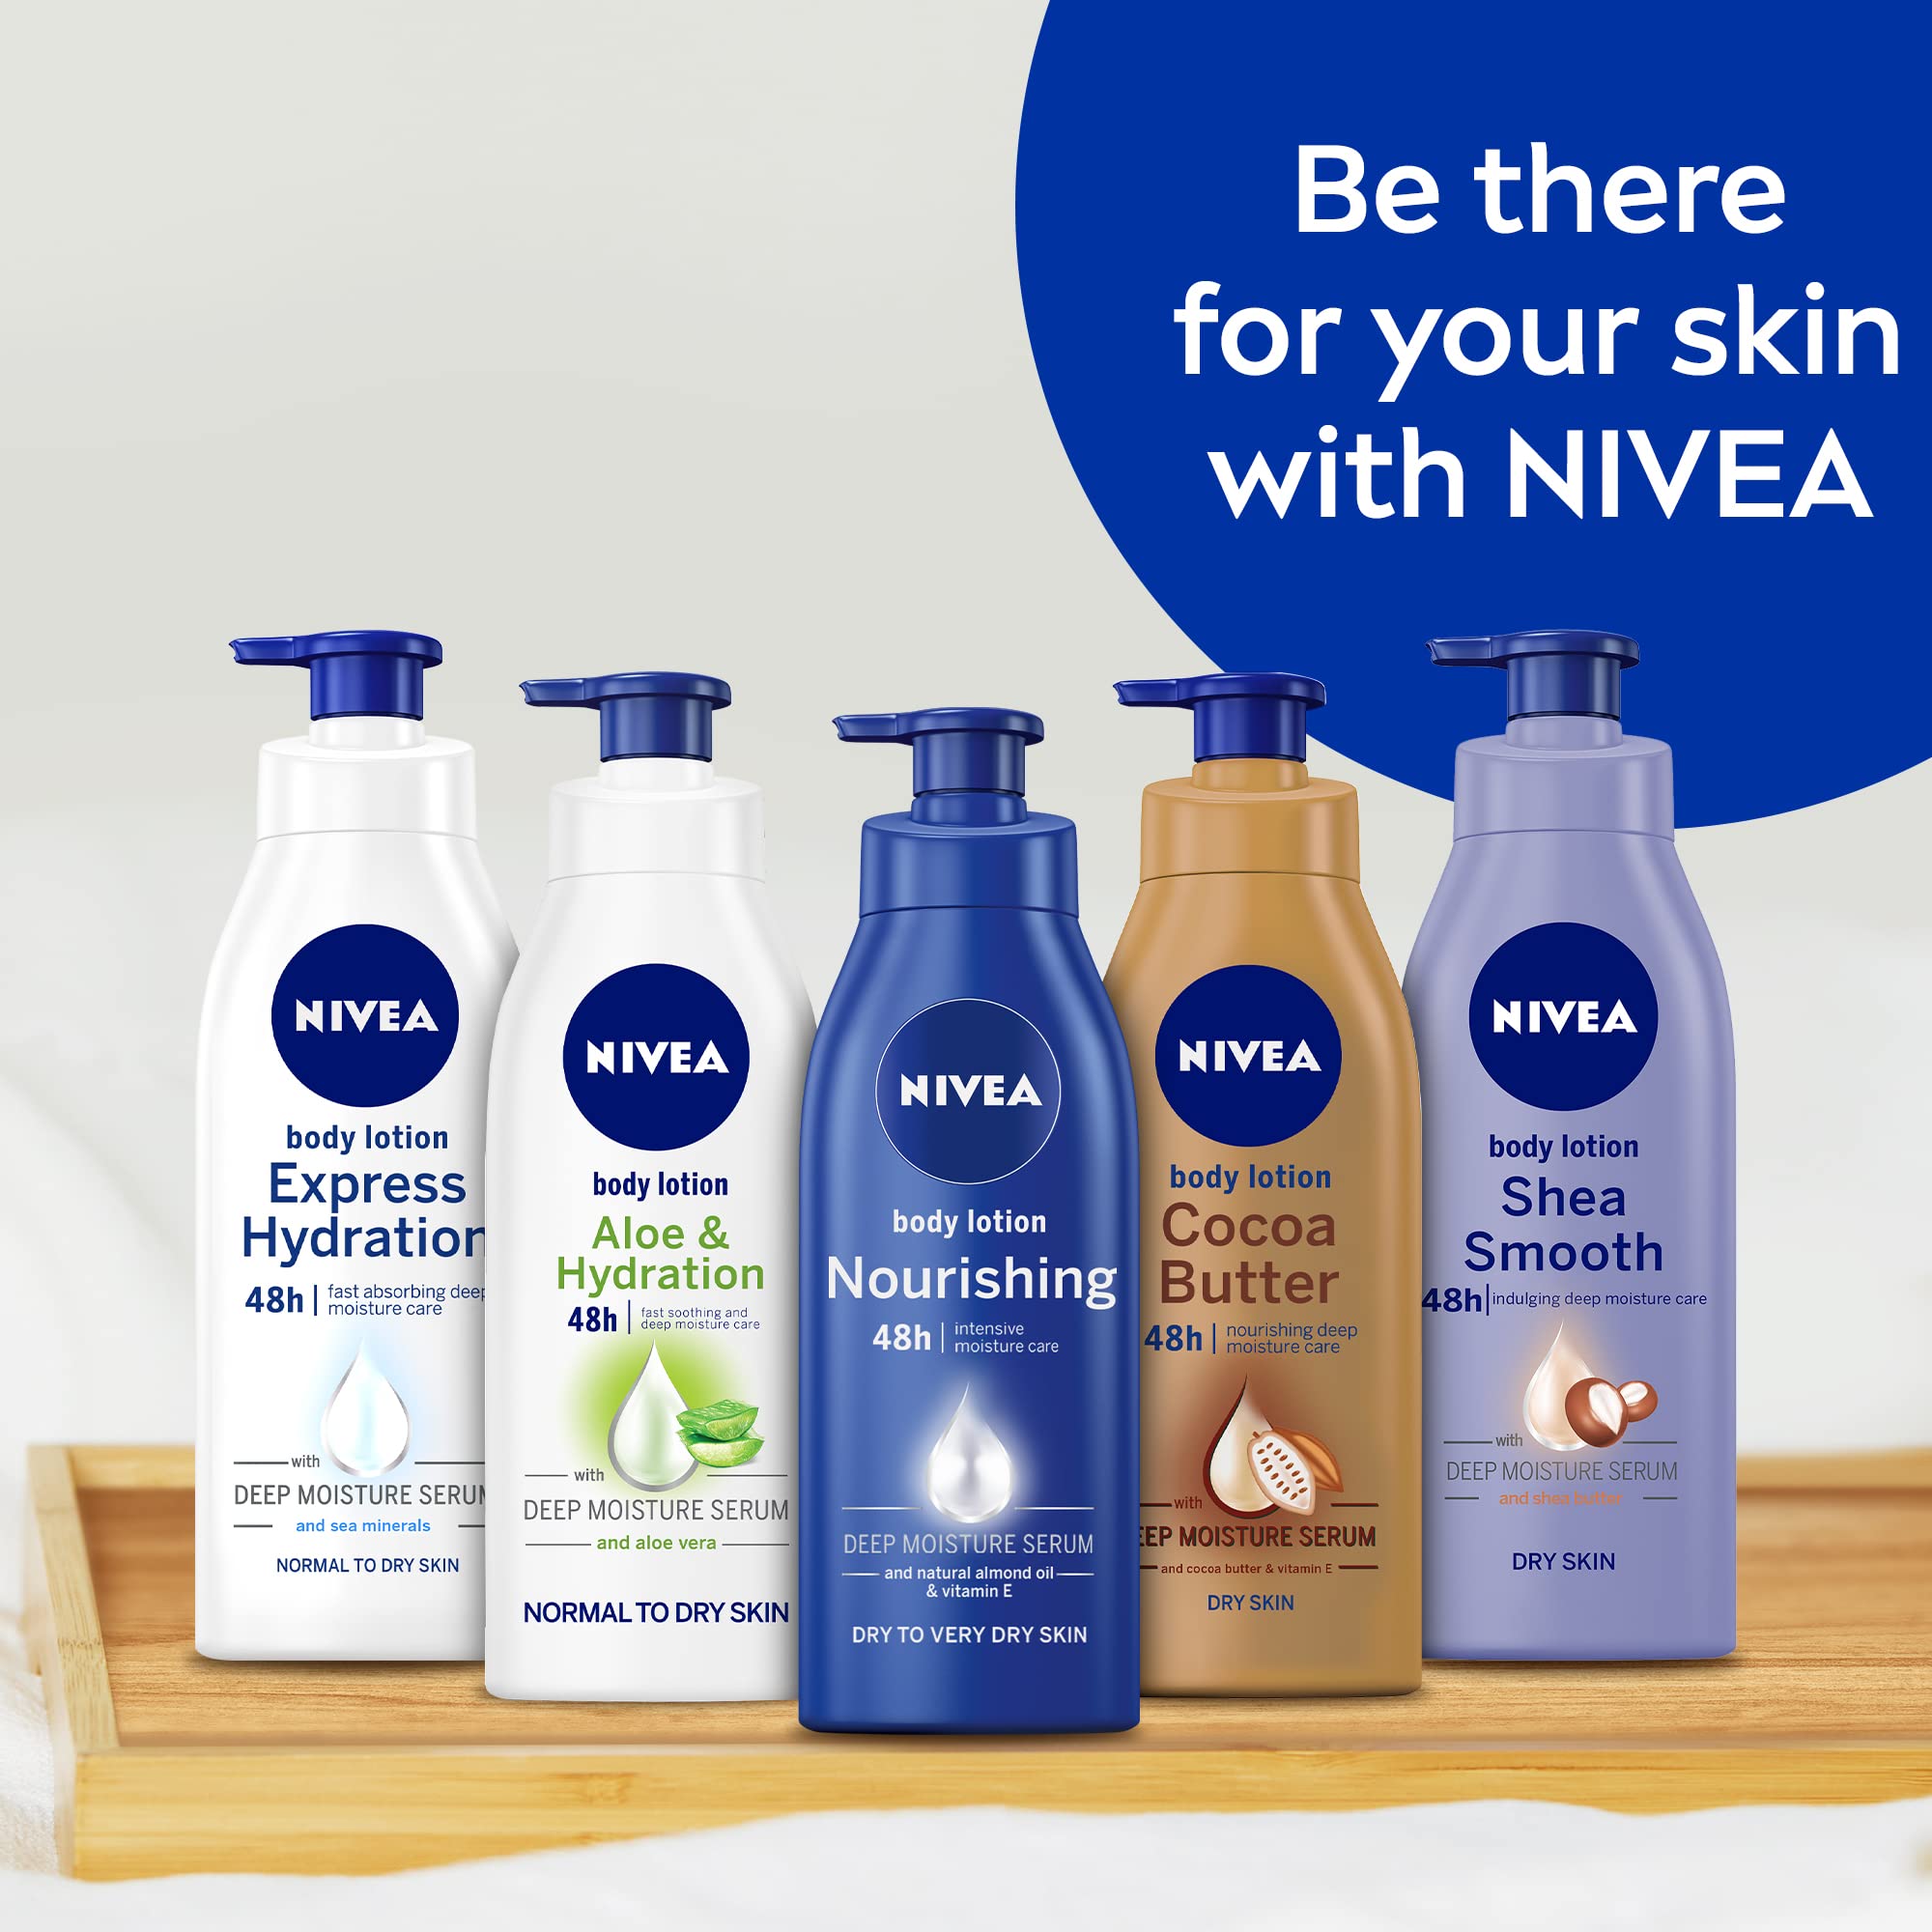 Be there
for your skin
with NIVEA
NIVEA
body lotion
Express
Hydration
48h | fast absorbing deep
moisture care
with
DEEP MOISTURE SERUM
and sea minerals
NORMAL TO DRY SKIN
NIVEA
body lotion
Aloe &
Hydration
48h | fast soothing and
deep moisture care
with
DEEP MOISTURE SERUM
and aloe vera
NORMAL TO DRY SKIN
NIVEA
body lotion
Nourishing
48h | intensive
moisture care
DEEP MOISTURE SERUM
and natural almond oil
& vitamin E
DRY TO VERY DRY SKIN
NIVEA
body lotion
Cocoa
Butter
48h | nourishing deep
moisture care
with
EEP MOISTURE SERUM
and cocoa butter & vitamin E
DRY SKIN
NIVEA
body lotion
Shea
Smooth
48h | indulging deep moisture care
with
DEEP MOISTURE SERUM
and shea butter
DRY SKIN